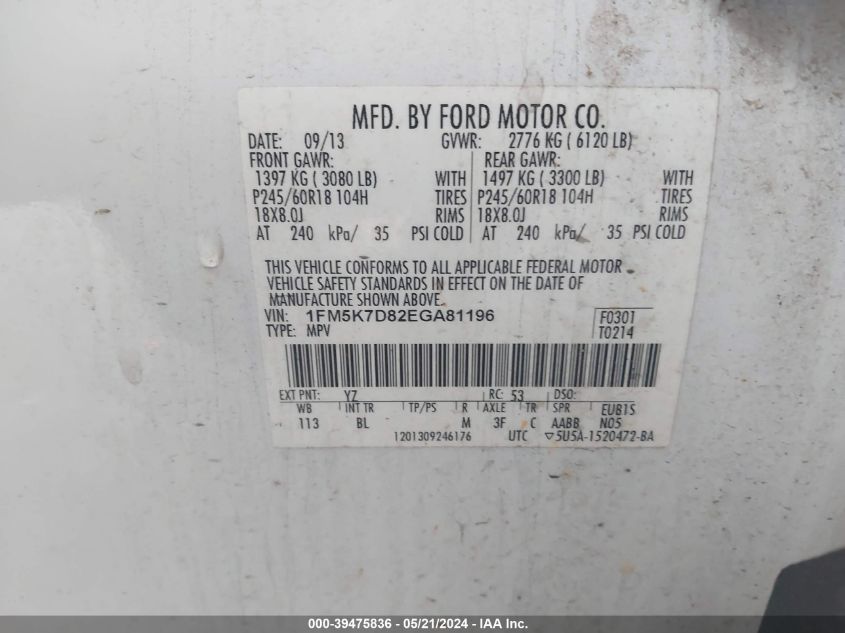 MFD. BY FORD MOTOR CO.
DATE: 09/13 GVWR: 2776 KG ( 6120 LB)
FRONT GAWR: REAR GAWR:
1397 KG ( 3080 LB) WITH 1497 KG ( 3300 LB) WITH
P245/60R18 104H TIRES P245/60R18 104H TIRES
18X8.0J RIMS 18X8.0J RIMS
AT 240 kPa/ 35 PSI COLD AT 240 kPa/ 35 PSI COLD
THIS VEHICLE CONFORMS TO ALL APPLICABLE FEDERAL MOTOR
VEHICLE SAFETY STANDARDS IN EFFECT ON THE DATE OF
MANUFACTURE SHOWN ABOVE.
VIN: 1FM5K7D82EGA81196 F0301
TYPE: MPV T0214
EXT PNT: YZ RC: 53 DSO:
WB INT TR TP/PS R AXLE TR SPR EUB1S
113 BL M 3F C AABB N05
1201309246176 UTC ▽5U5A-1520472-BA
000-39475836 - 05/21/2024 - IAA Inc.